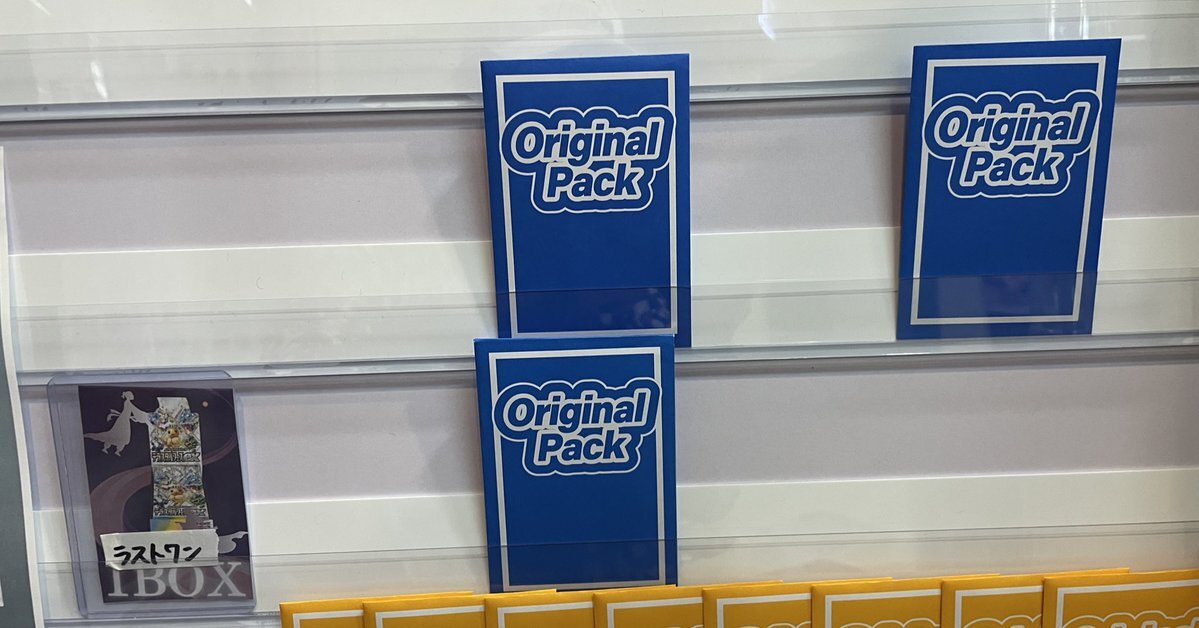 Original
Pack
Original
Pack
Original
Pack
ラストワン
1BOX